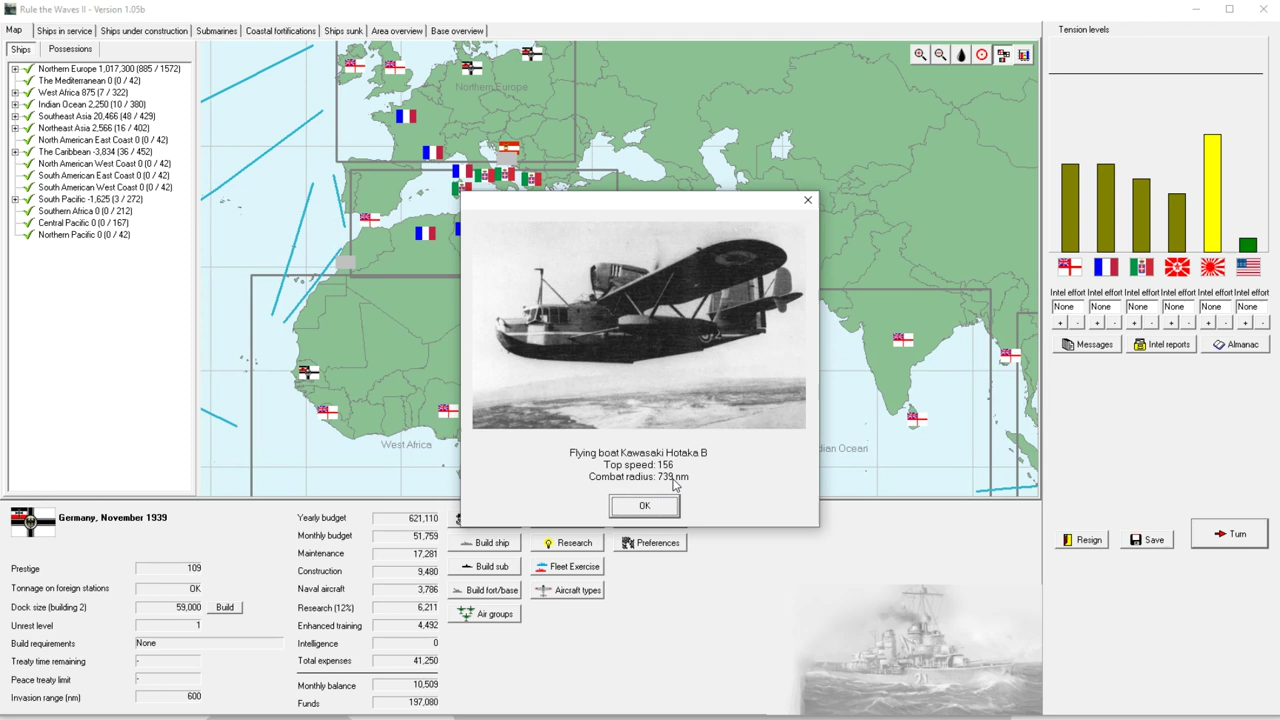 Rule the Waves II - Version 1.05b
Map
Ships in service
Ships under construction
Submarines
Coastal fortifications
Ships sunk
Area overview
Base overview
Ships
Possessions
Northern Europe 1,017,300 (885 / 1572)
The Mediterranean 0 (0 / 42)
West Africa 875 (7 / 322)
Indian Ocean 2,250 (10 / 380)
Southeast Asia 20,466 (48 / 429)
Northeast Asia 2,566 (16 / 402)
North American East Coast 0 (0 / 42)
The Caribbean -3,834 (36 / 452)
North American West Coast 0 (0 / 42)
South American East Coast 0 (0 / 42)
South American West Coast 0 (0 / 42)
South Pacific -1,625 (3 / 272)
Southern Africa 0 (0 / 212)
Central Pacific 0 (0 / 167)
Northern Pacific 0 (0 / 42)
Northern Europe
West Africa
dian Ocean
Flying boat Kawasaki Hotaka B
Top speed: 156
Combat radius: 739 nm
OK
Tension levels
Intel effort Intel effort Intel effort Intel effort Intel effort Intel effort
None None None None None None
+ - + - + - + - + - + -
Messages
Intel reports
Almanac
Resign
Save
Turn
Germany, November 1939
Prestige 109
Tonnage on foreign stations OK
Dock size (building 2) 59,000 Build
Unrest level 1
Build requirements None
Treaty time remaining -
Peace treaty limit -
Invasion range (nm) 600
Yearly budget 621,110
Monthly budget 51,759
Maintenance 17,281
Construction 9,480
Naval aircraft 3,786
Research (12%) 6,211
Enhanced training 4,492
Intelligence 0
Total expenses 41,250
Monthly balance 10,509
Funds 197,080
Build ship
Research
Preferences
Build sub
Fleet Exercise
Build fort/base
Aircraft types
Air groups
71